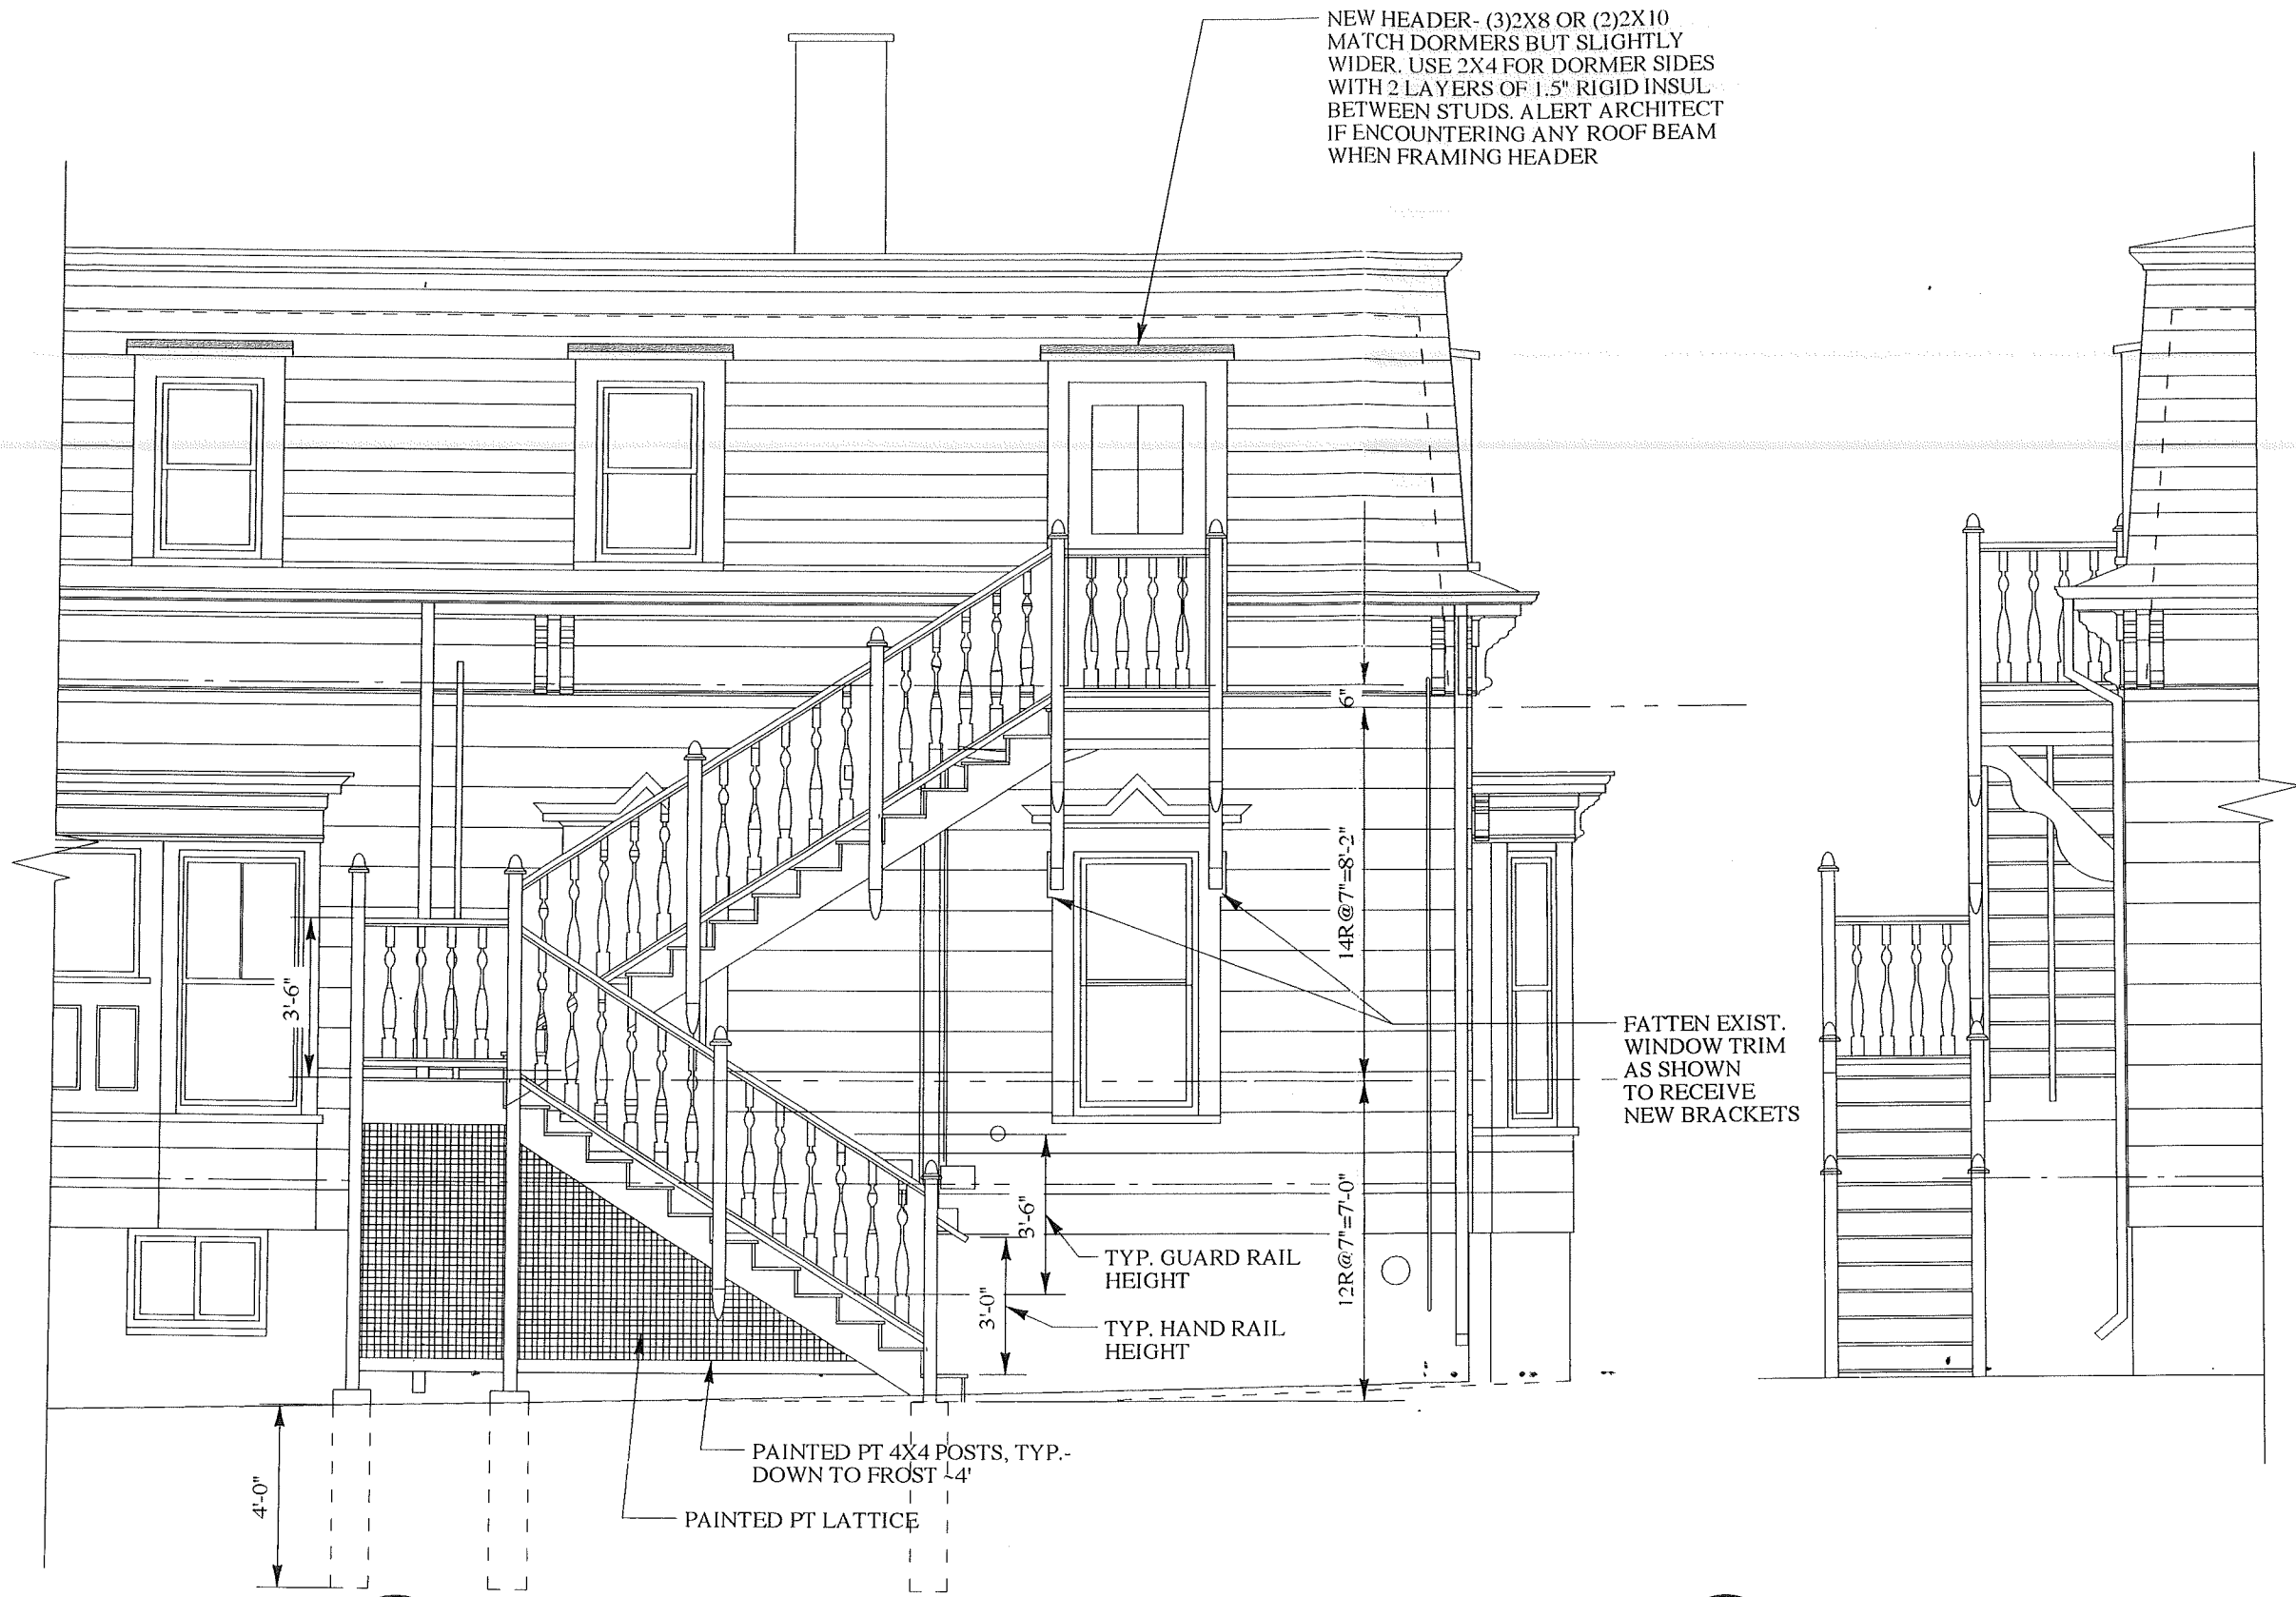 NEW HEADER- (3)2X8 OR (2)2X10
MATCH DORMERS BUT SLIGHTLY
WIDER. USE 2X4 FOR DORMER SIDES
WITH 2 LAYERS OF 1.5" RIGID INSUL
BETWEEN STUDS. ALERT ARCHITECT
IF ENCOUNTERING ANY ROOF BEAM
WHEN FRAMING HEADER
6"
14R@7"=8'-2"
3'-6"
FATTEN EXIST.
WINDOW TRIM
AS SHOWN
TO RECEIVE
NEW BRACKETS
12R@7"=7'-0"
3'-6"
TYP. GUARD RAIL
HEIGHT
3'-0"
TYP. HAND RAIL
HEIGHT
PAINTED PT 4X4 POSTS, TYP.-
DOWN TO FROST ~4'
4'-0"
PAINTED PT LATTICE